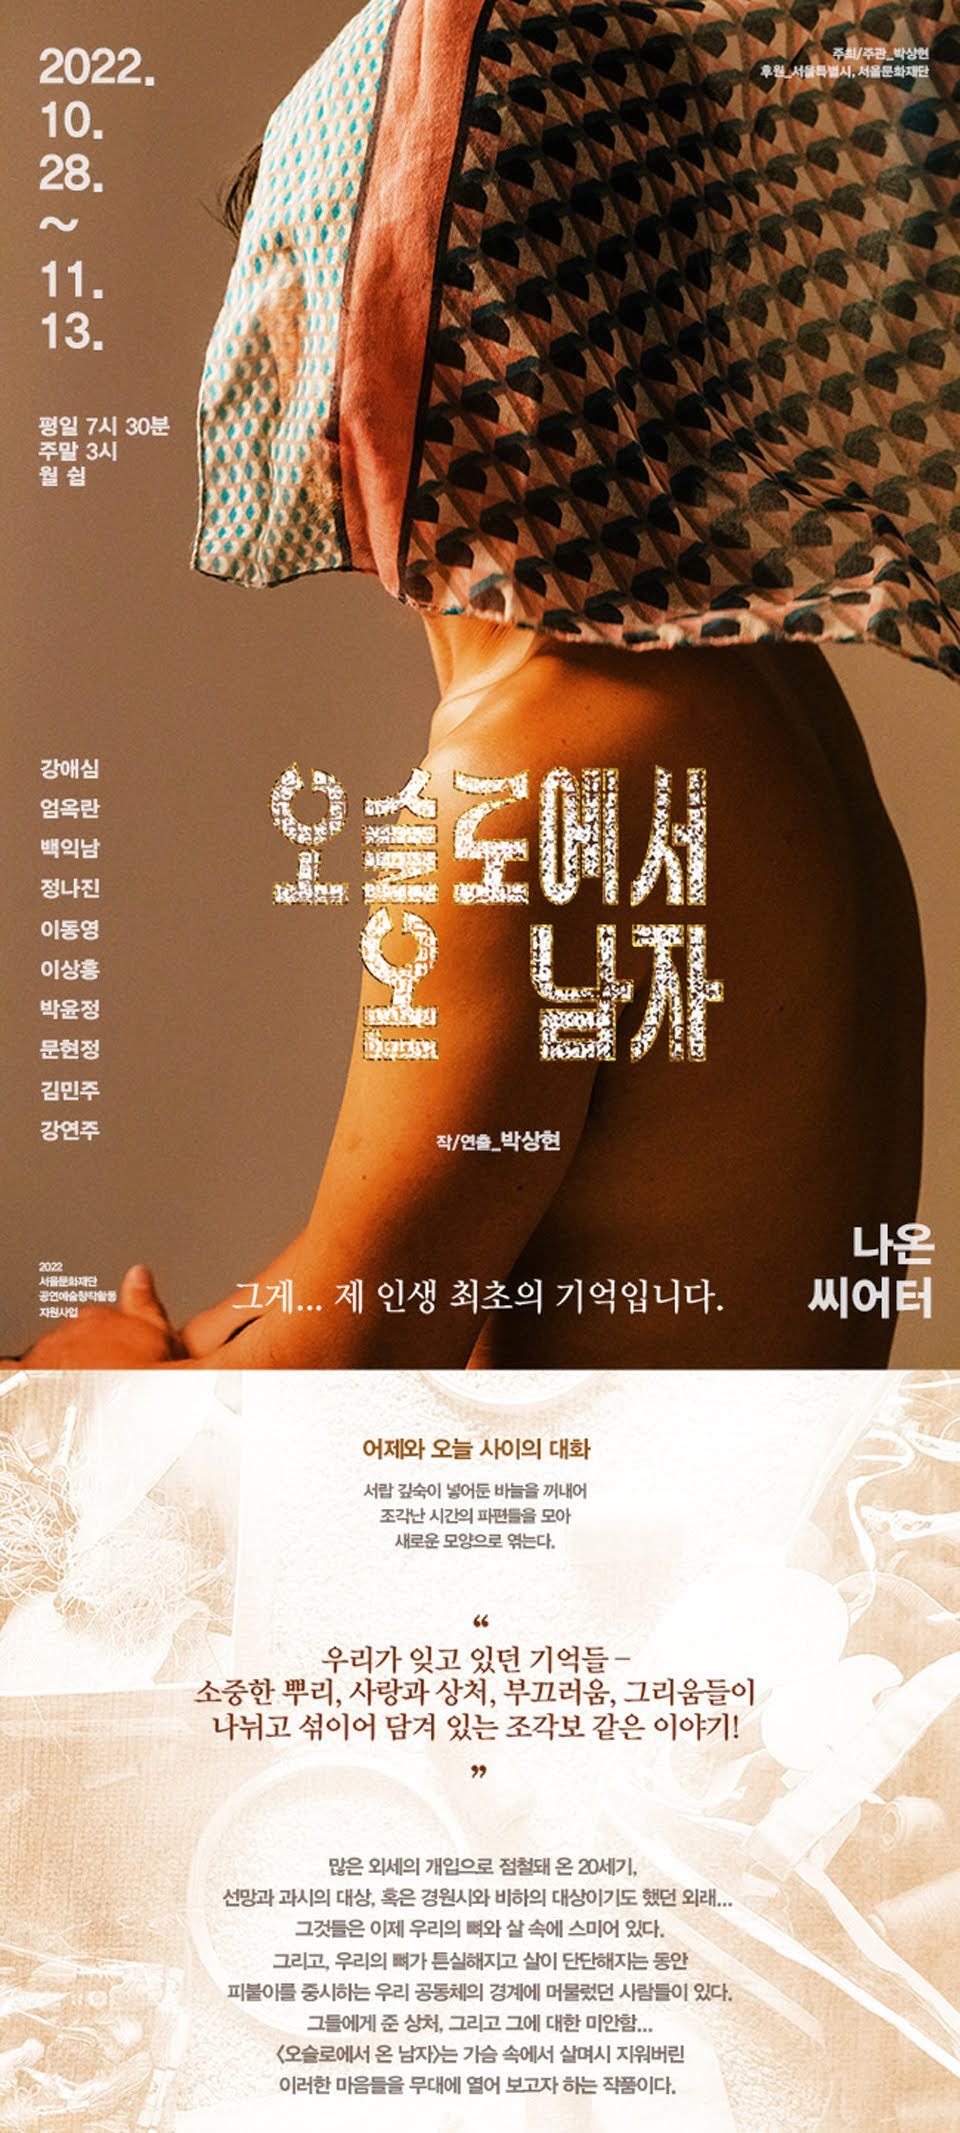 2022.
10.
28.
~
11.
13.
평일 7시 30분
주말 3시
월 쉼
주최/주관_박상현
후원_서울특별시, 서울문화재단
강애심
엄옥란
백익남
정나진
이동영
이상홍
박윤정
문현정
김민주
강연주
오슬로에서
온 남자
작/연출_박상현
나온
씨어터
2022
서울문화재단
공연예술창작활동
지원사업
그게... 제 인생 최초의 기억입니다.
어제와 오늘 사이의 대화
서랍 깊숙이 넣어둔 바늘을 꺼내어
조각난 시간의 파편들을 모아
새로운 모양으로 엮는다.
“
우리가 잊고 있던 기억들 –
소중한 뿌리, 사랑과 상처, 부끄러움, 그리움들이
나뉘고 섞이어 담겨 있는 조각보 같은 이야기!
”
많은 외세의 개입으로 점철돼 온 20세기,
선망과 과시의 대상, 혹은 경원시와 비하의 대상이기도 했던 외래...
그것들은 이제 우리의 뼈와 살 속에 스미어 있다.
그리고, 우리의 뼈가 튼실해지고 살이 단단해지는 동안
피붙이를 중시하는 우리 공동체의 경계에 머물렀던 사람들이 있다.
그들에게 준 상처, 그리고 그에 대한 미안함...
<오슬로에서 온 남자>는 가슴 속에서 살며시 지워버린
이러한 마음들을 무대에 열어 보고자 하는 작품이다.